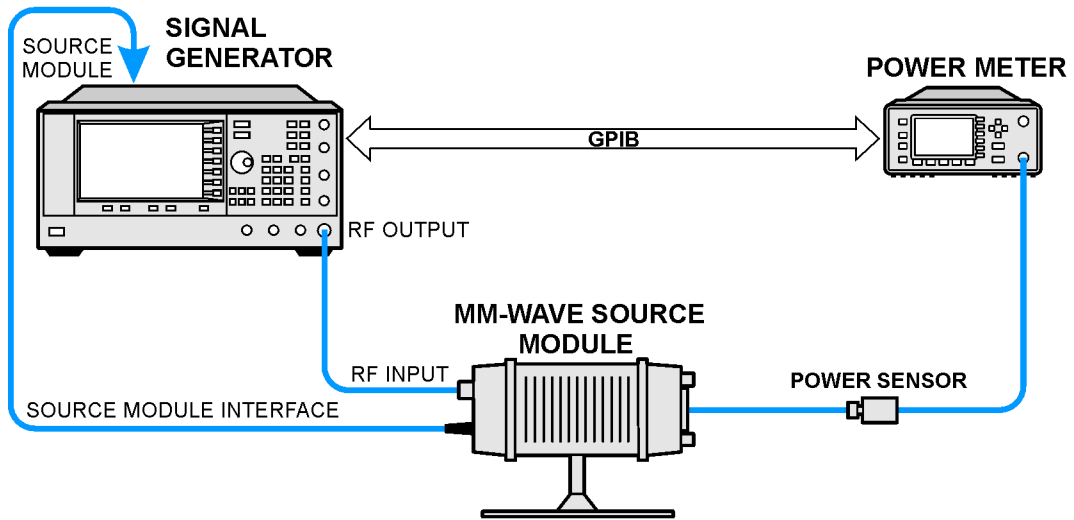 SIGNAL
GENERATOR
SOURCE
MODULE
POWER METER
GPIB
RF OUTPUT
MM-WAVE SOURCE
MODULE
RF INPUT
POWER SENSOR
SOURCE MODULE INTERFACE